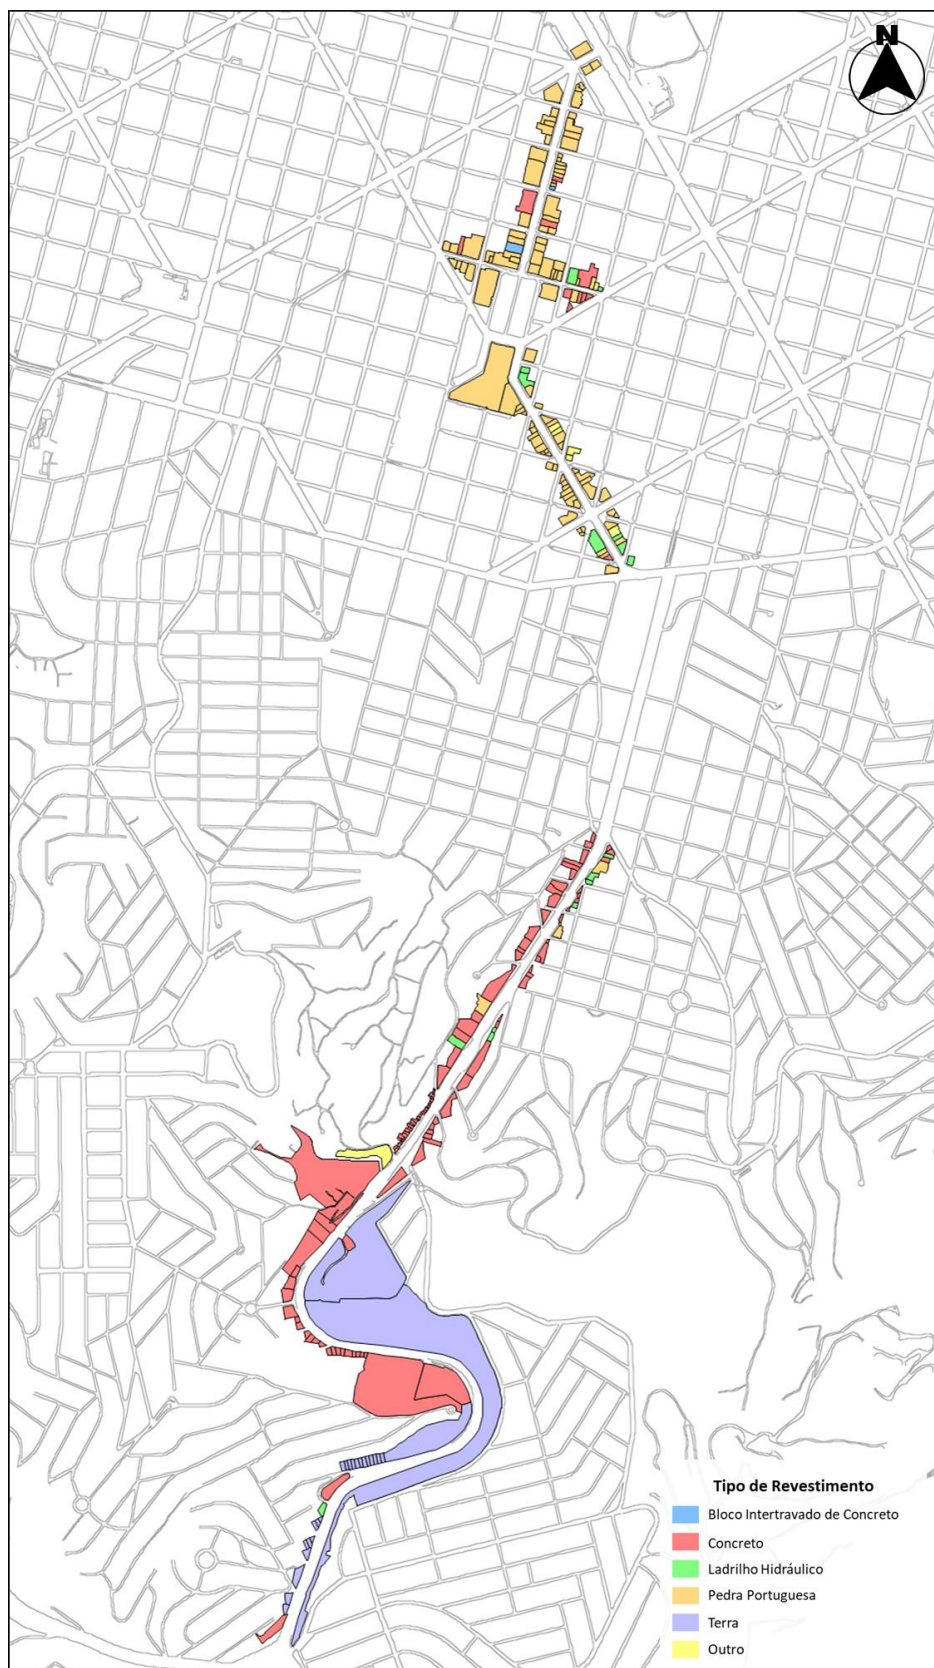 N
Tipo de Revestimento
Bloco Intertravado de Concreto
Concreto
Ladrilho Hidráulico
Pedra Portuguesa
Terra
Outro